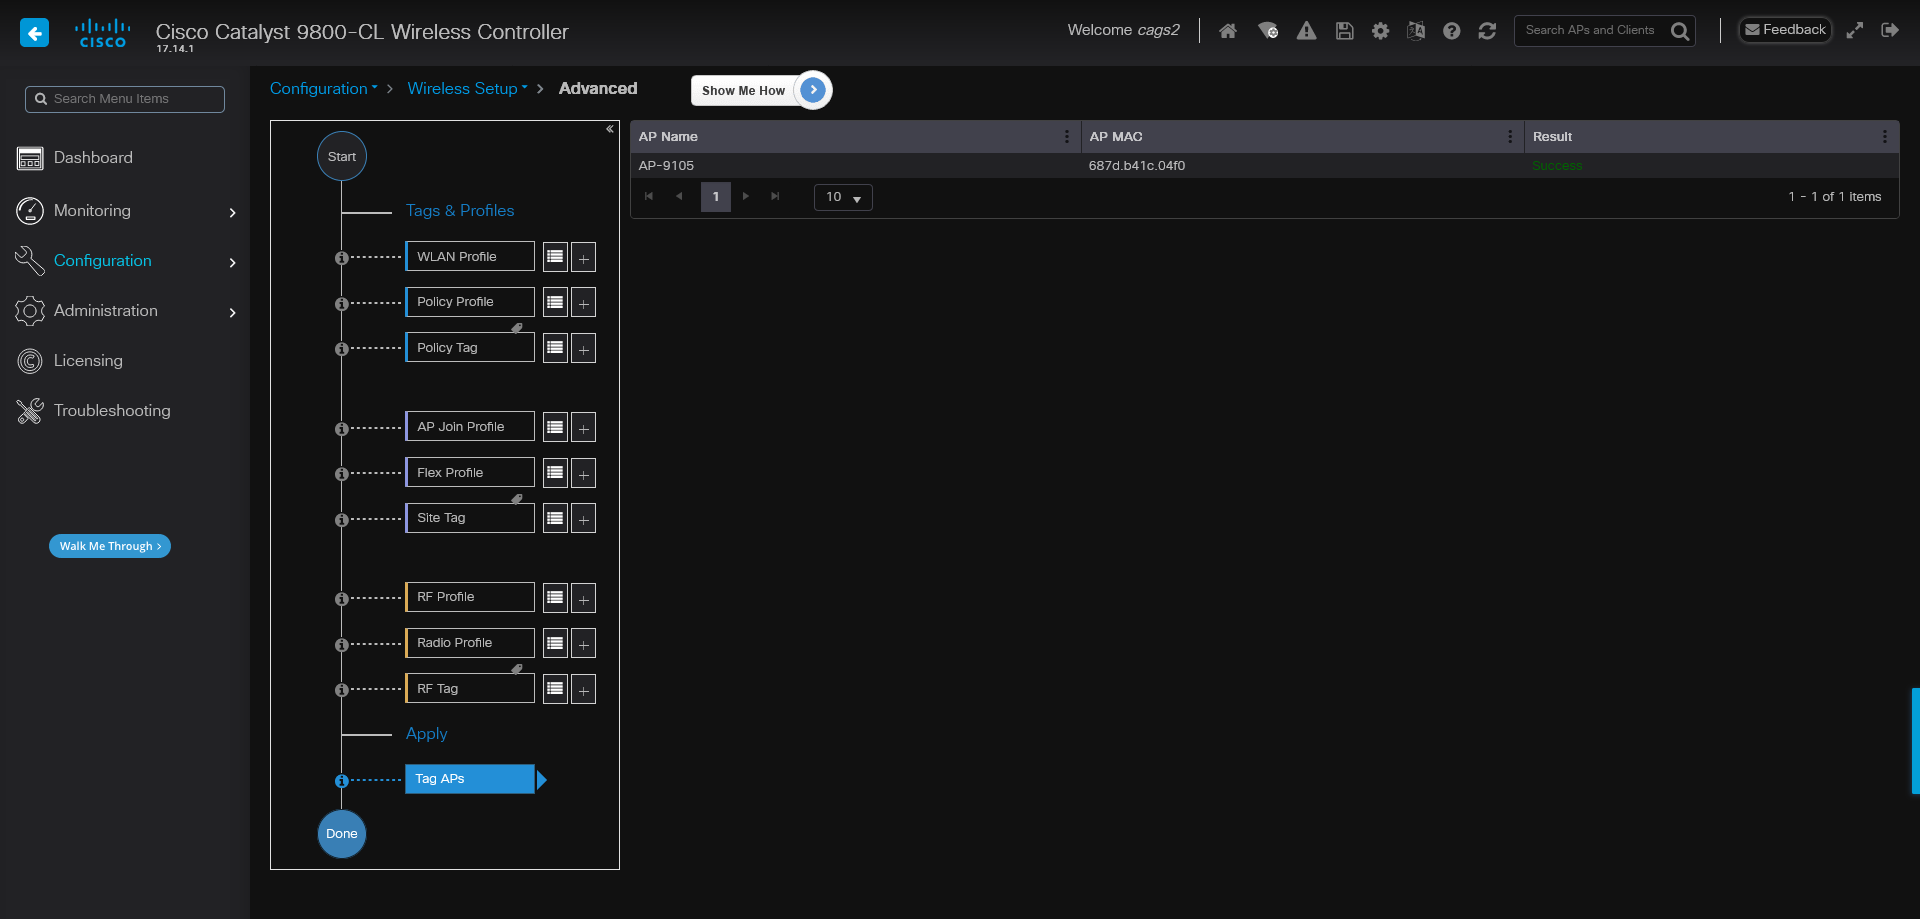 Cisco Catalyst 9800-CL Wireless Controller
17.14.1
CISCO
Welcome cags2
Search APs and Clients
Feedback
Search Menu Items
Dashboard
Monitoring
Configuration
Administration
Licensing
Troubleshooting
Walk Me Through >
Configuration > Wireless Setup > Advanced
Show Me How
Start
Tags & Profiles
WLAN Profile
Policy Profile
Policy Tag
AP Join Profile
Flex Profile
Site Tag
RF Profile
Radio Profile
RF Tag
Apply
Tag APs
Done
AP Name AP MAC Result
AP-9105 687d.b41c.04f0 Success
1 10 1 - 1 of 1 items